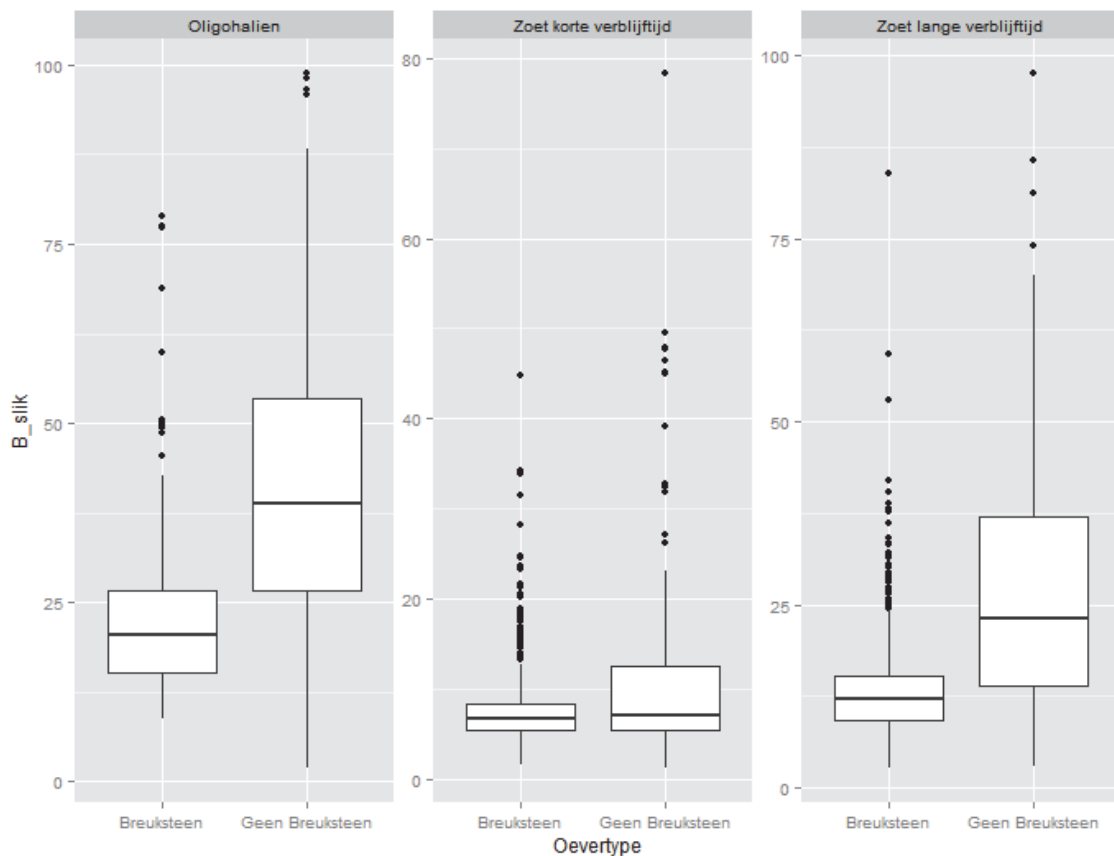 Oligohalien
Zoet korte verblijftijd
Zoet lange verblijftijd
B_slik
100
75
50
25
0
80
60
40
20
0
100
75
50
25
0
Breuksteen
Geen Breuksteen
Breuksteen
Geen Breuksteen
Breuksteen
Geen Breuksteen
Oevertype